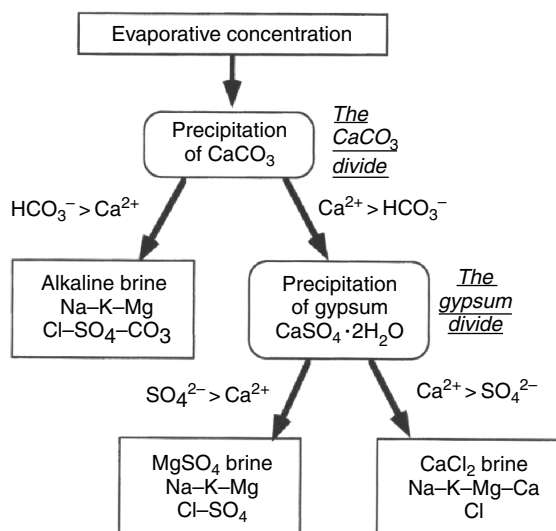 Evaporative concentration
Precipitation
of CaCO₃
The
CaCO₃
divide
HCO₃⁻ > Ca²⁺
Ca²⁺ > HCO₃⁻
Alkaline brine
Na–K–Mg
Cl–SO₄–CO₃
Precipitation
of gypsum
CaSO₄·2H₂O
The
gypsum
divide
SO₄²⁻ > Ca²⁺
Ca²⁺ > SO₄²⁻
MgSO₄ brine
Na–K–Mg
Cl–SO₄
CaCl₂ brine
Na–K–Mg–Ca
Cl